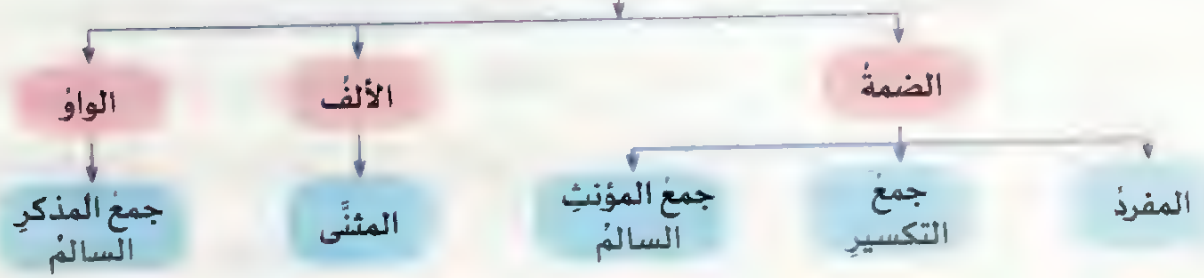 الضمةُ
الألفُ
الواوُ
المفردُ
جمعُ
التكسيرِ
جمعُ المؤنثِ
السالمُ
المثنَّى
جمعُ المذكرِ
السالمُ